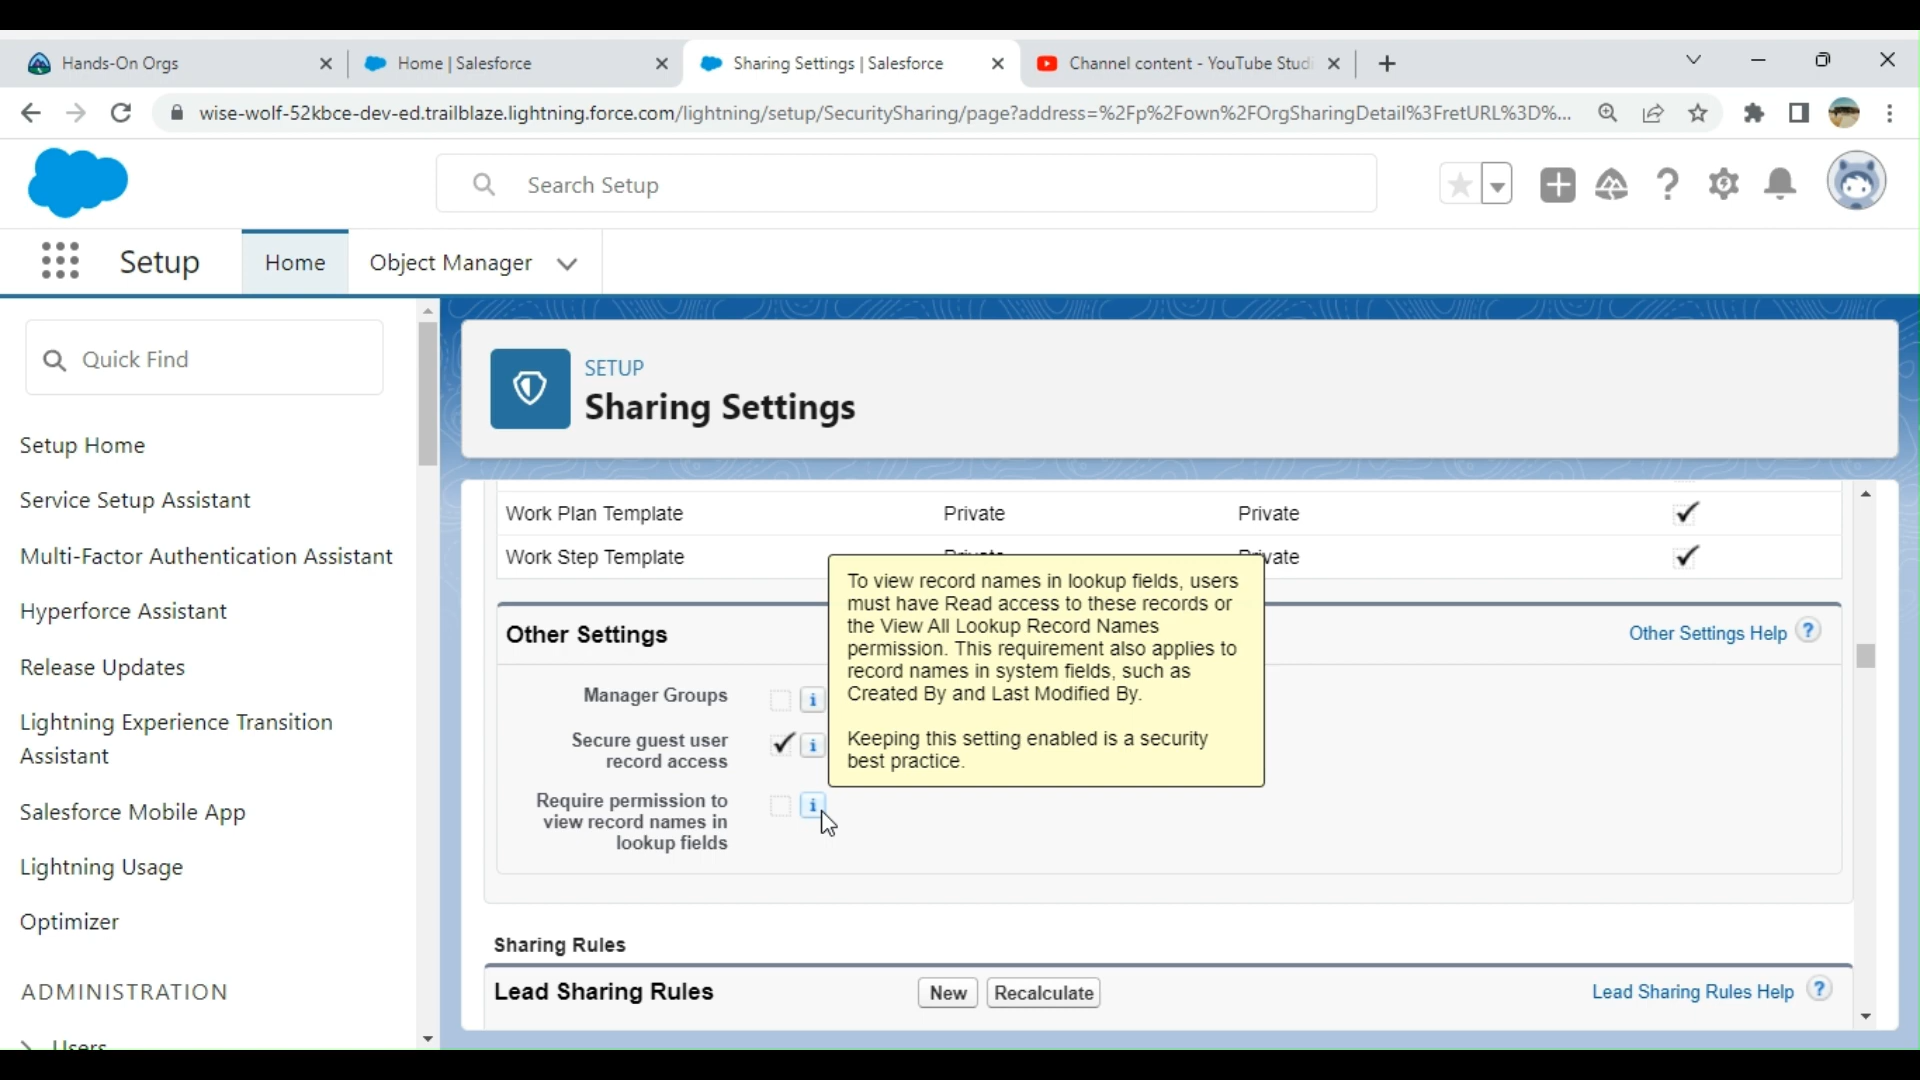 Hands-On Orgs
Home | Salesforce
Sharing Settings | Salesforce
Channel content - YouTube Studi
wise-wolf-52kbce-dev-ed.trailblaze.lightning.force.com/lightning/setup/SecuritySharing/page?address=%2Fp%2Fown%2FOrgSharingDetail%3FretURL%3D%...
Search Setup
Setup
Home
Object Manager
Quick Find
Setup Home
Service Setup Assistant
Multi-Factor Authentication Assistant
Hyperforce Assistant
Release Updates
Lightning Experience Transition
Assistant
Salesforce Mobile App
Lightning Usage
Optimizer
ADMINISTRATION
Users
SETUP
Sharing Settings
Work Plan Template Private Private
Work Step Template Private Private
Other Settings
Other Settings Help ?
Manager Groups
Secure guest user
record access
Require permission to
view record names in
lookup fields
To view record names in lookup fields, users
must have Read access to these records or
the View All Lookup Record Names
permission. This requirement also applies to
record names in system fields, such as
Created By and Last Modified By.
Keeping this setting enabled is a security
best practice.
Sharing Rules
Lead Sharing Rules
New
Recalculate
Lead Sharing Rules Help ?